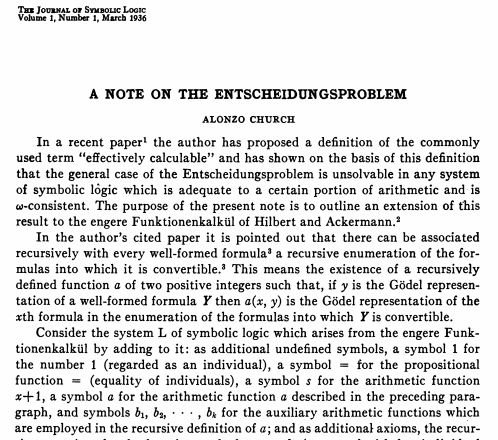 THE JOURNAL OF SYMBOLIC LOGIC
Volume 1, Number 1, March 1936
A NOTE ON THE ENTSCHEIDUNGSPROBLEM
ALONZO CHURCH
In a recent paper¹ the author has proposed a definition of the commonly
used term "effectively calculable" and has shown on the basis of this definition
that the general case of the Entscheidungsproblem is unsolvable in any system
of symbolic logic which is adequate to a certain portion of arithmetic and is
ω-consistent. The purpose of the present note is to outline an extension of this
result to the engere Funktionenkalkül of Hilbert and Ackermann.²
In the author's cited paper it is pointed out that there can be associated
recursively with every well-formed formula³ a recursive enumeration of the for-
mulas into which it is convertible.³ This means the existence of a recursively
defined function a of two positive integers such that, if y is the Gödel represen-
tation of a well-formed formula Y then a(x, y) is the Gödel representation of the
xth formula in the enumeration of the formulas into which Y is convertible.
Consider the system L of symbolic logic which arises from the engere Funk-
tionenkalkül by adding to it: as additional undefined symbols, a symbol 1 for
the number 1 (regarded as an individual), a symbol = for the propositional
function = (equality of individuals), a symbol s for the arithmetic function
x+1, a symbol a for the arithmetic function a described in the preceding para-
graph, and symbols b₁, b₂, · · · , bₖ for the auxiliary arithmetic functions which
are employed in the recursive definition of a; and as additional axioms, the recur-